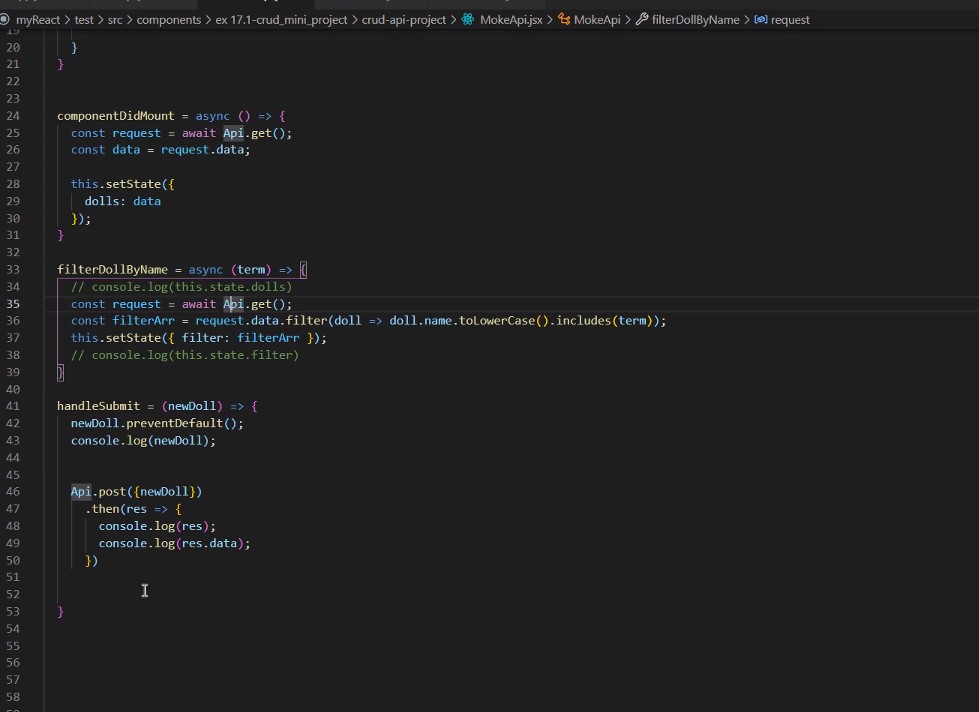 myReact > test > src > components > ex 17.1-crud_mini_project > crud-api-project > MokeApi.jsx > MokeApi > filterDollByName > request
19
20 }
21 }
22
23
24 componentDidMount = async () => {
25 const request = await Api.get();
26 const data = request.data;
27
28 this.setState({
29 dolls: data
30 });
31 }
32
33 filterDollByName = async (term) => {
34 // console.log(this.state.dolls)
35 const request = await Api.get();
36 const filterArr = request.data.filter(doll => doll.name.toLowerCase().includes(term));
37 this.setState({ filter: filterArr });
38 // console.log(this.state.filter)
39 }
40
41 handleSubmit = (newDoll) => {
42 newDoll.preventDefault();
43 console.log(newDoll);
44
45
46 Api.post({newDoll})
47 .then(res => {
48 console.log(res);
49 console.log(res.data);
50 })
51
52
53 }
54
55
56
57
58